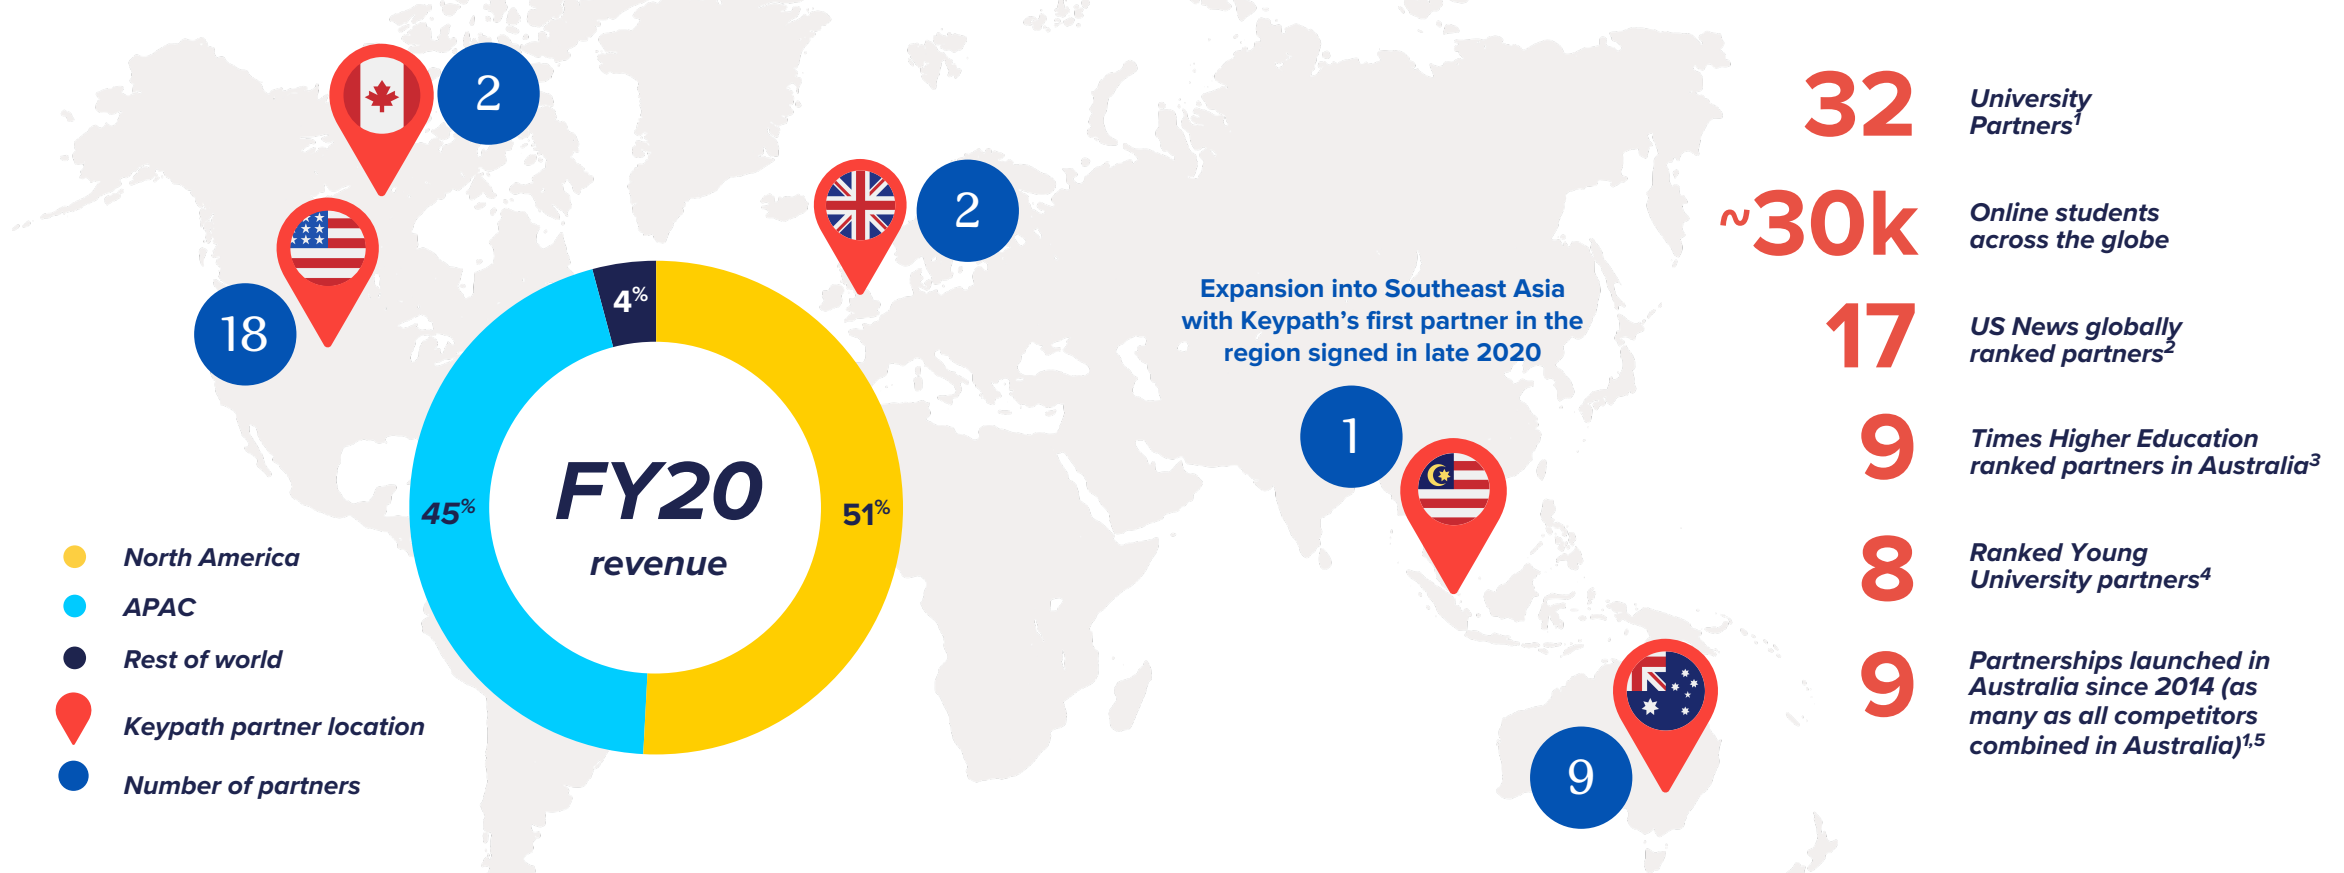 2
18
2
4%
45%
51%
FY20
revenue
North America
APAC
Rest of world
Keypath partner location
Number of partners
Expansion into Southeast Asia
with Keypath's first partner in the
region signed in late 2020
1
9
32
University
Partners1
~30k
Online students
across the globe
17
US News globally
ranked partners2
9
Times Higher Education
ranked partners in Australia3
8
Ranked Young
University partners4
9
Partnerships launched in
Australia since 2014 (as
many as all competitors
combined in Australia)1,5